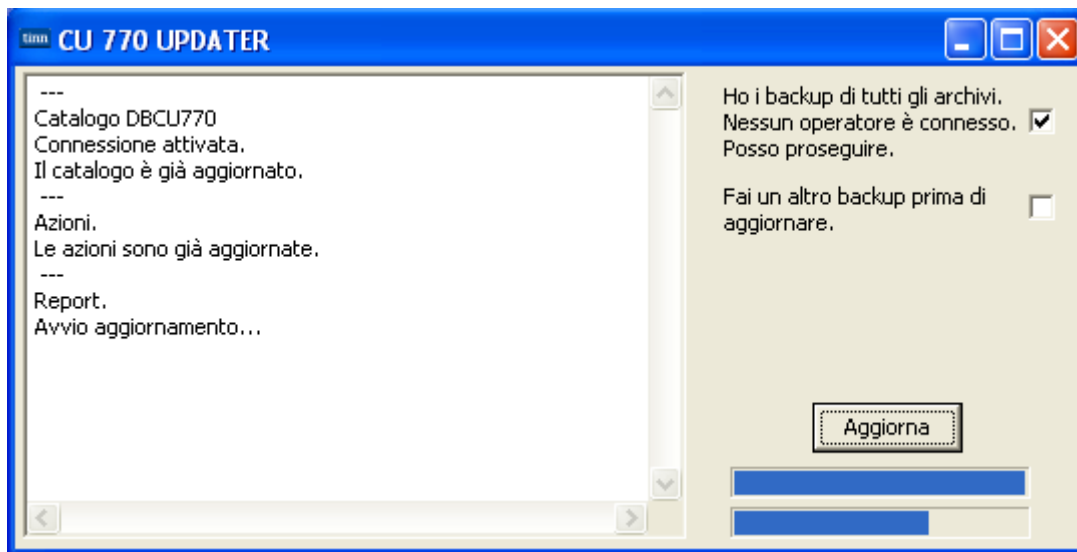 tinn CU 770 UPDATER
---
Catalogo DBCU770
Connessione attivata.
Il catalogo è già aggiornato.
---
Azioni.
Le azioni sono già aggiornate.
---
Report.
Avvio aggiornamento...
Ho i backup di tutti gli archivi.
Nessun operatore è connesso.
Posso proseguire.
Fai un altro backup prima di
aggiornare.
Aggiorna